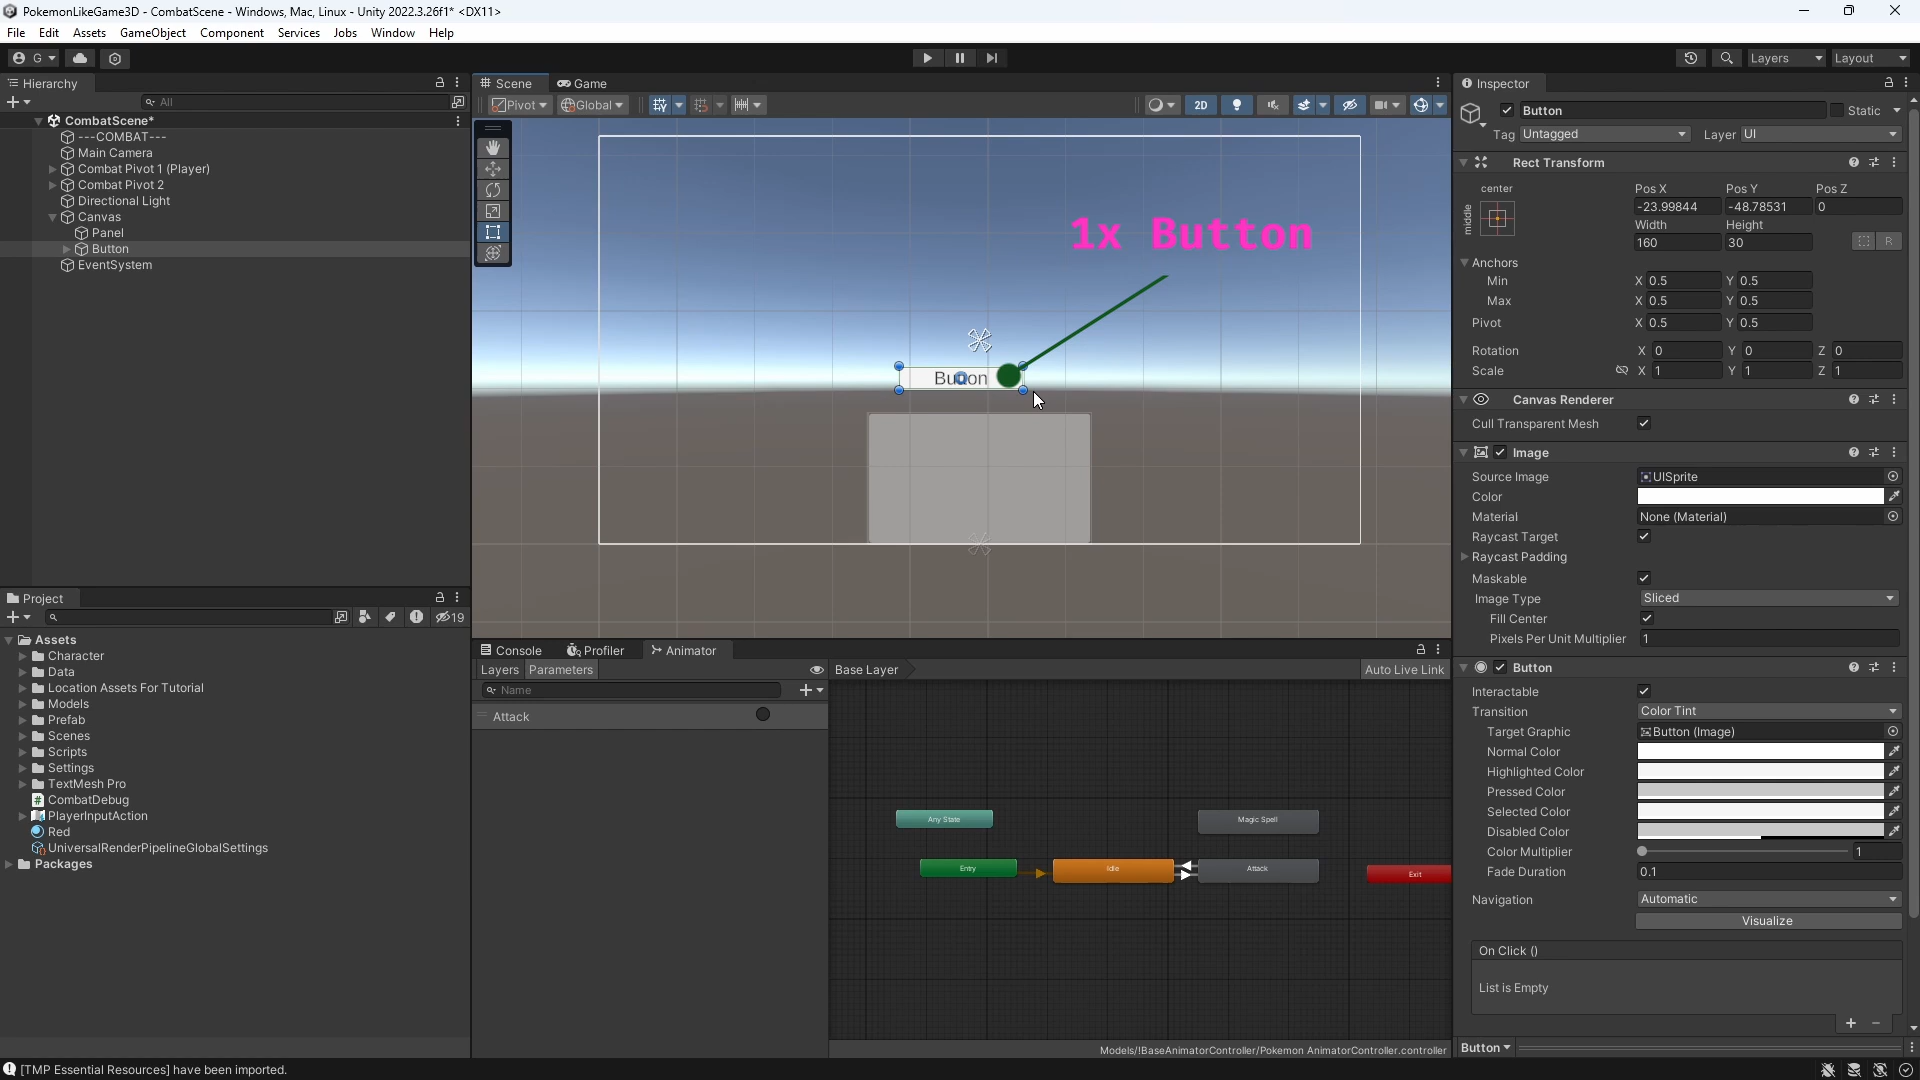 PokemonLikeGame3D - CombatScene - Windows, Mac, Linux - Unity 2022.3.26f1* <DX11>
File Edit Assets GameObject Component Services Jobs Window Help
G
Layers Layout
Hierarchy
All
CombatScene*
---COMBAT---
Main Camera
Combat Pivot 1 (Player)
Combat Pivot 2
Directional Light
Canvas
Panel
Button
EventSystem
Scene Game
Pivot Global
2D
1x Button
Button
Project
19
Assets
Character
Data
Location Assets For Tutorial
Models
Prefab
Scenes
Scripts
Settings
TextMesh Pro
CombatDebug
PlayerInputAction
Red
UniversalRenderPipelineGlobalSettings
Packages
Console Profiler Animator
Layers Parameters
Base Layer
Auto Live Link
Name
Attack
Any State
Magic Spell
Entry
Idle
Attack
Exit
Models/!BaseAnimatorController/Pokemon AnimatorController.controller
Inspector
Button
Static
Tag Untagged
Layer UI
Rect Transform
center
middle
Pos X Pos Y Pos Z
-23.99844 -48.78531 0
Width Height
160 30
R
Anchors
Min X 0.5 Y 0.5
Max X 0.5 Y 0.5
Pivot X 0.5 Y 0.5
Rotation X 0 Y 0 Z 0
Scale X 1 Y 1 Z 1
Canvas Renderer
Cull Transparent Mesh
Image
Source Image UISprite
Color
Material None (Material)
Raycast Target
Raycast Padding
Maskable
Image Type Sliced
Fill Center
Pixels Per Unit Multiplier 1
Button
Interactable
Transition Color Tint
Target Graphic Button (Image)
Normal Color
Highlighted Color
Pressed Color
Selected Color
Disabled Color
Color Multiplier 1
Fade Duration 0.1
Navigation Automatic
Visualize
On Click ()
List is Empty
Button
[TMP Essential Resources] have been imported.